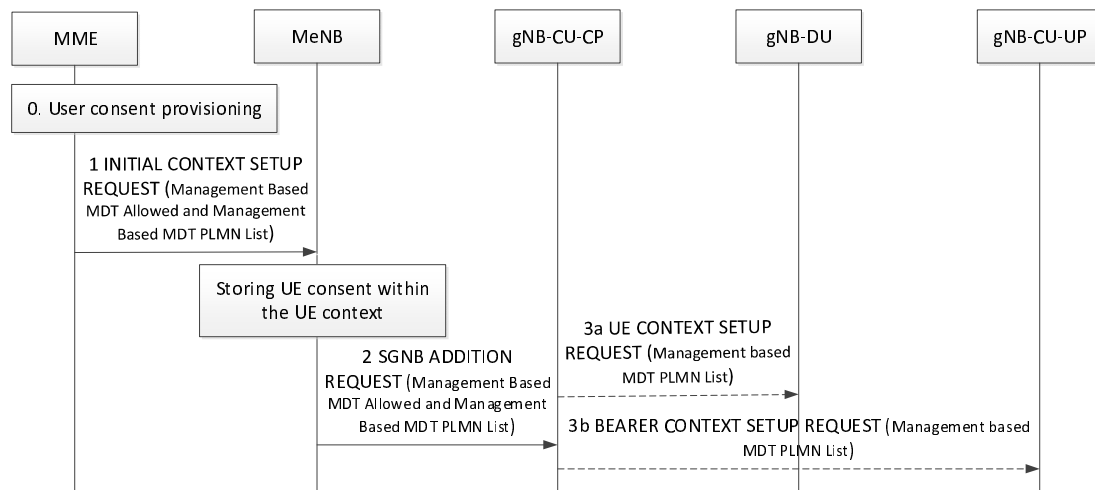 MME
MeNB
gNB-CU-CP
gNB-DU
gNB-CU-UP
0. User consent provisioning
1 INITIAL CONTEXT SETUP
REQUEST (Management Based
MDT Allowed and Management
Based MDT PLMN List)
Storing UE consent within
the UE context
2 SGNB ADDITION
REQUEST (Management Based
MDT Allowed and Management
Based MDT PLMN List)
3a UE CONTEXT SETUP
REQUEST (Management based
MDT PLMN List)
3b BEARER CONTEXT SETUP REQUEST (Management based
MDT PLMN List)